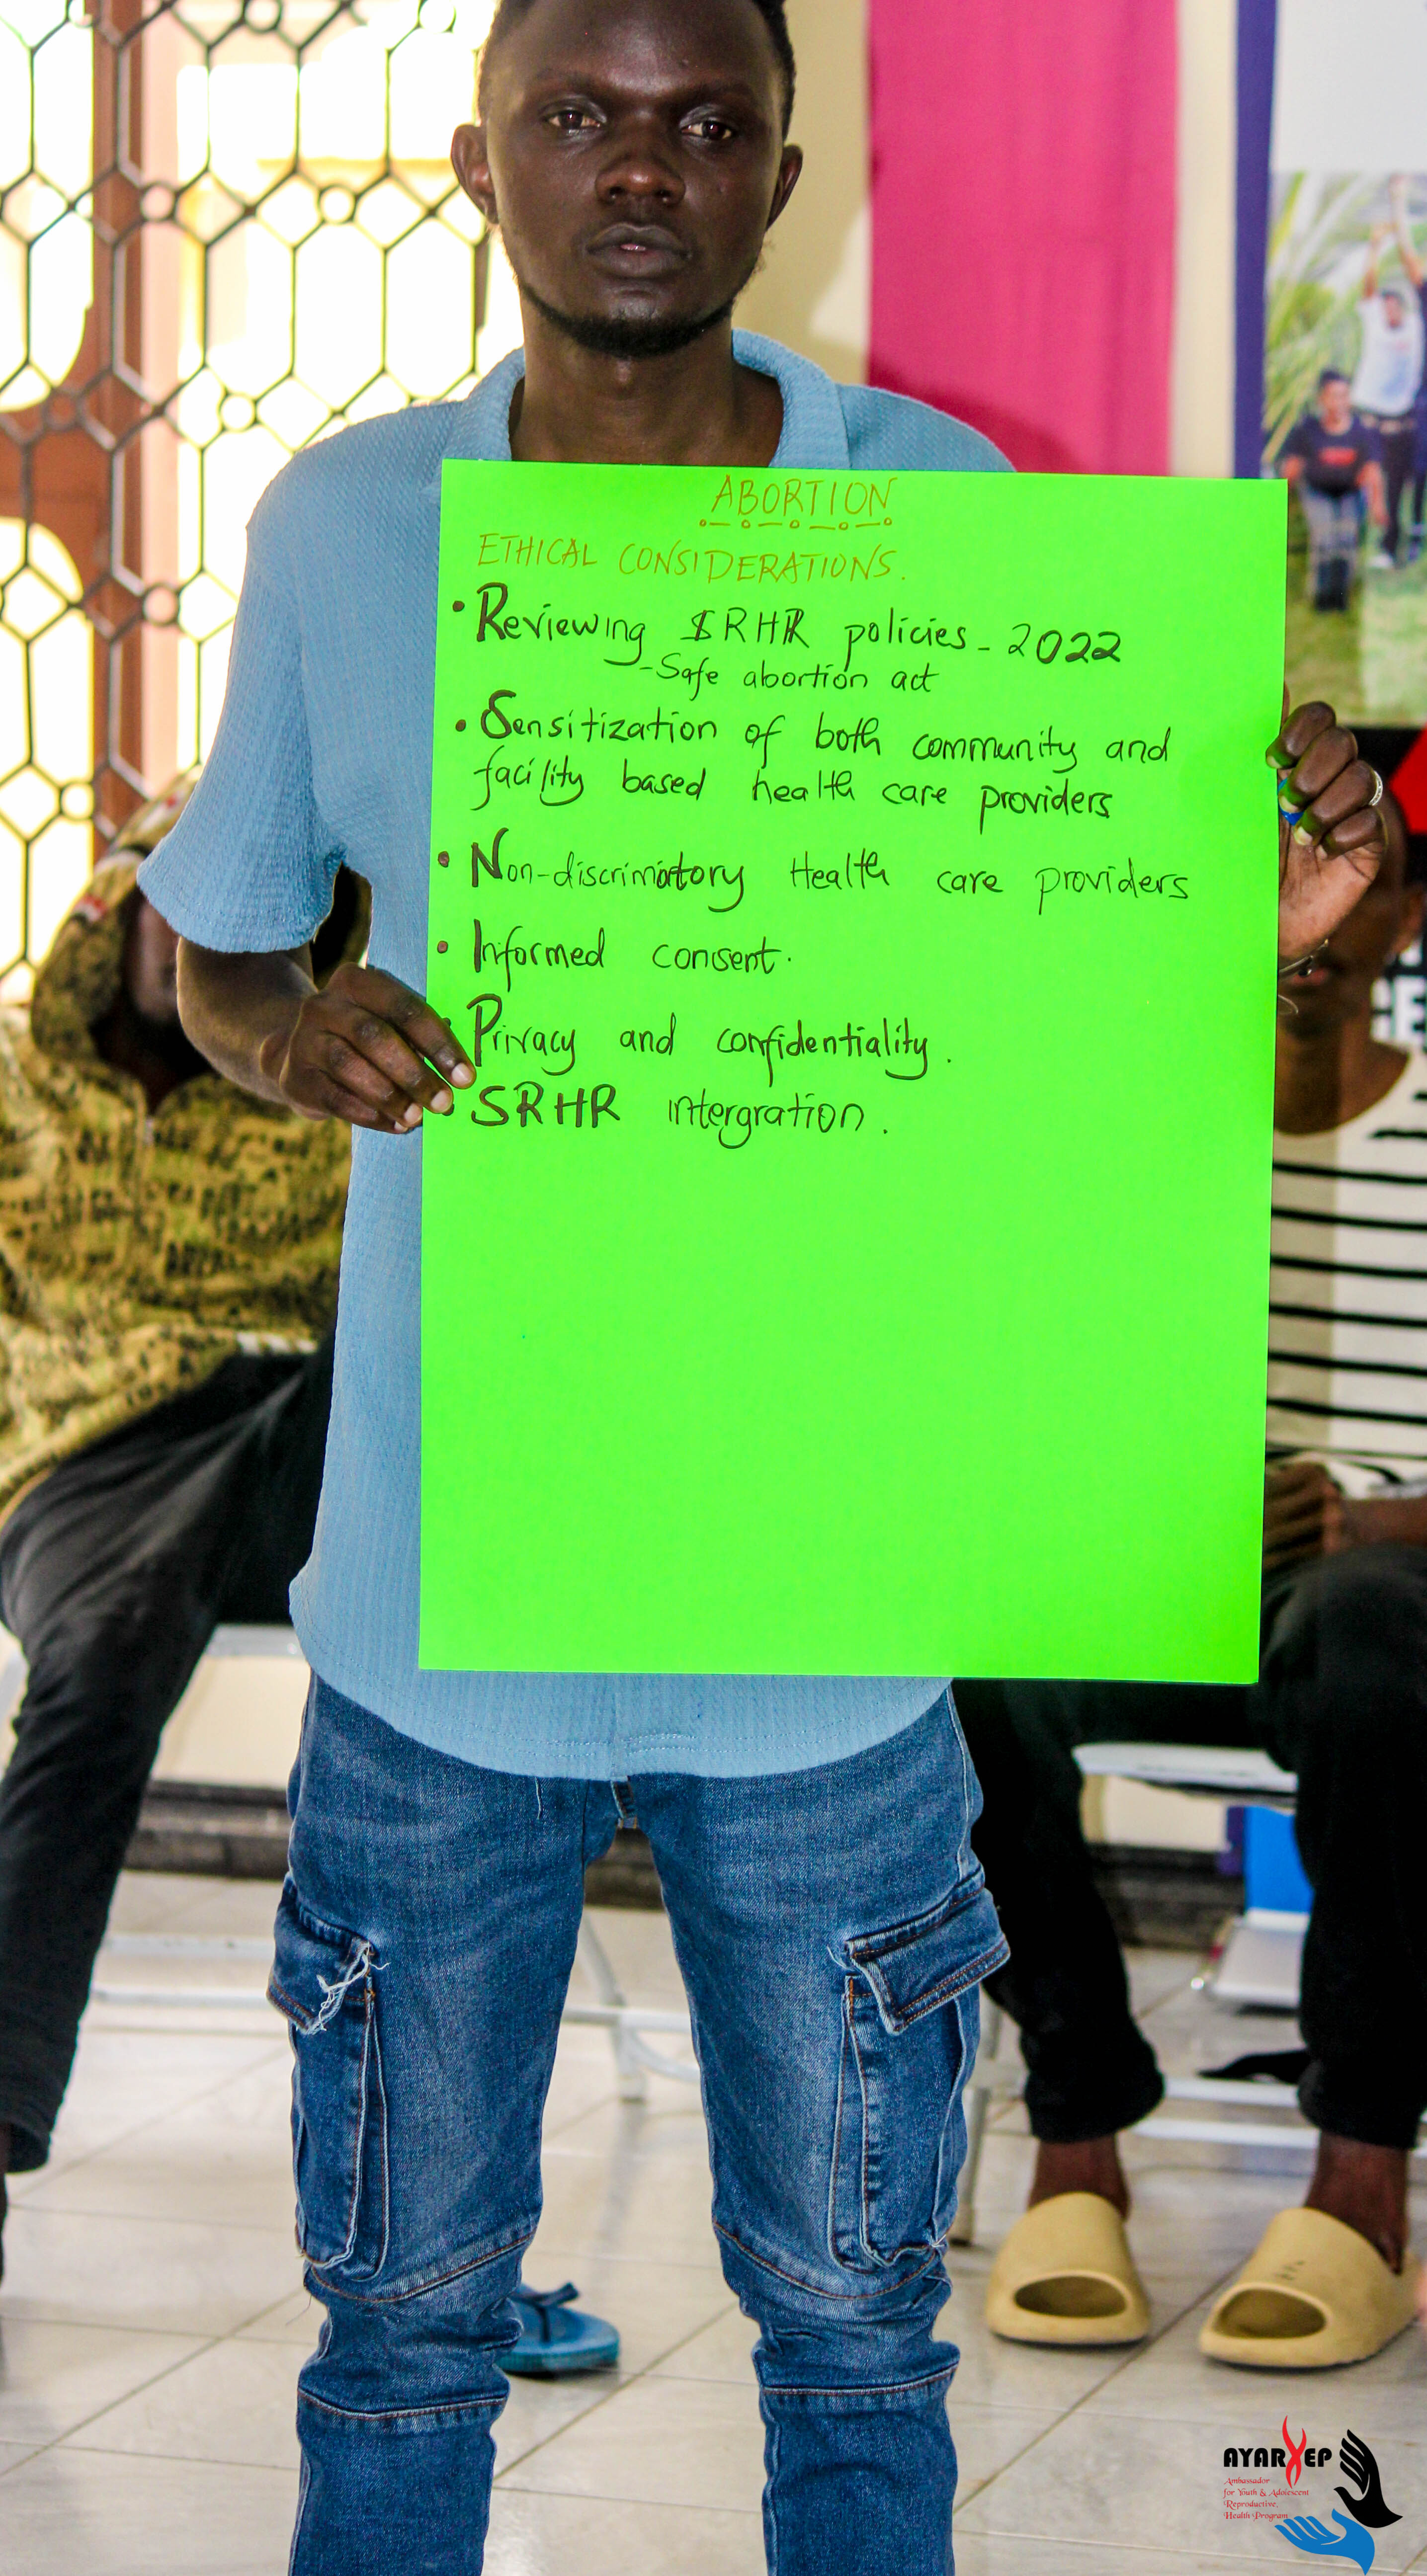 ABORTION
ETHICAL CONSIDERATIONS.
• Reviewing SRHR policies - 2022
- Safe abortion act
• Sensitization of both community and
facility based health care providers
• Non-discrimatory Health care providers
• Informed consent.
• Privacy and confidentiality.
• SRHR intergration.
AYARHEP
Ambassador
for Youth & Adolescent
Reproductive,
Health Program